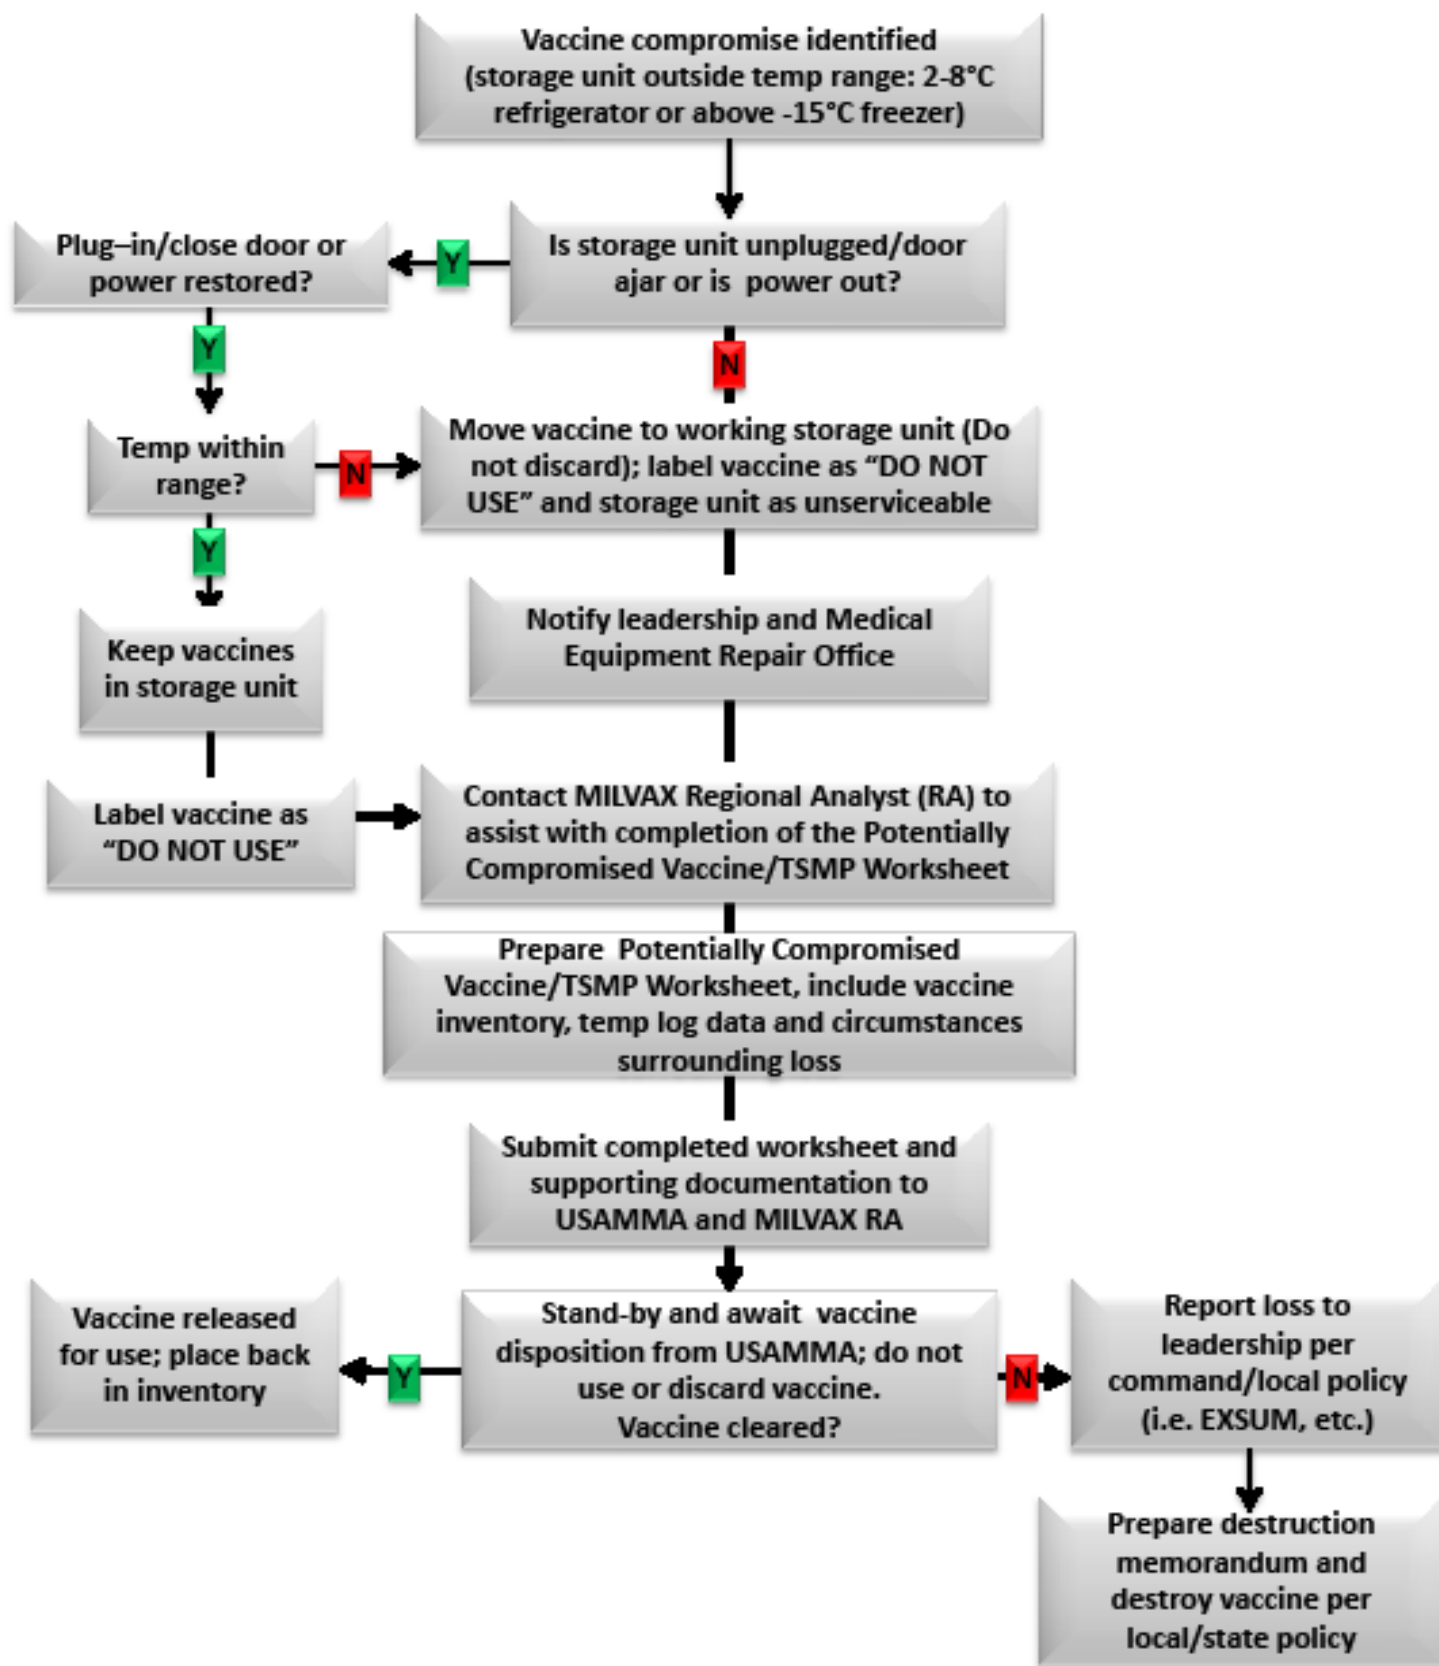 Vaccine compromise identified
(storage unit outside temp range: 2-8°C
refrigerator or above -15°C freezer)
Is storage unit unplugged/door
ajar or is power out?
Y
Plug–in/close door or
power restored?
Y
N
Temp within
range?
N
Move vaccine to working storage unit (Do
not discard); label vaccine as “DO NOT
USE” and storage unit as unserviceable
Y
Keep vaccines
in storage unit
Notify leadership and Medical
Equipment Repair Office
Label vaccine as
“DO NOT USE”
Contact MILVAX Regional Analyst (RA) to
assist with completion of the Potentially
Compromised Vaccine/TSMP Worksheet
Prepare Potentially Compromised
Vaccine/TSMP Worksheet, include vaccine
inventory, temp log data and circumstances
surrounding loss
Submit completed worksheet and
supporting documentation to
USAMMA and MILVAX RA
Stand-by and await vaccine
disposition from USAMMA; do not
use or discard vaccine.
Vaccine cleared?
Y
Vaccine released
for use; place back
in inventory
N
Report loss to
leadership per
command/local policy
(i.e. EXSUM, etc.)
Prepare destruction
memorandum and
destroy vaccine per
local/state policy